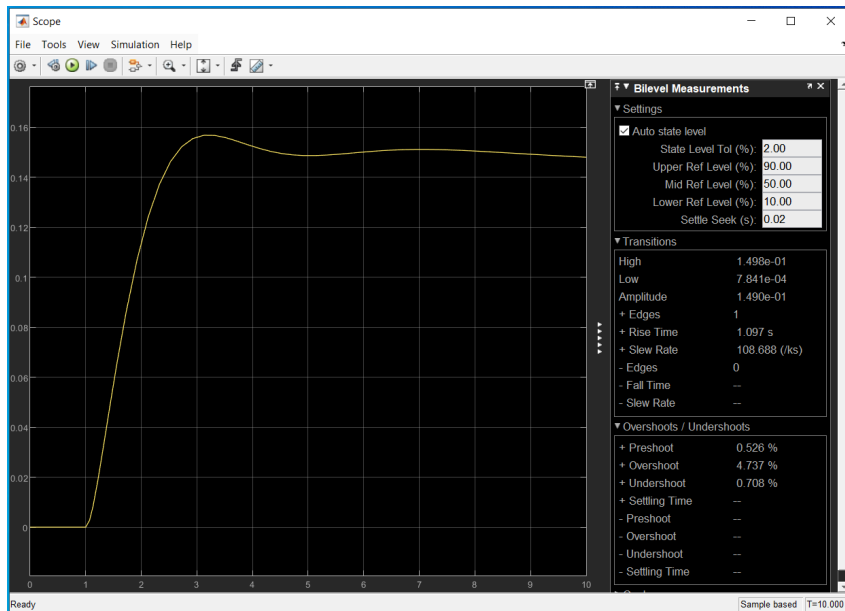 Scope
File Tools View Simulation Help
0.16
0.14
0.12
0.1
0.08
0.06
0.04
0.02
0
0 1 2 3 4 5 6 7 8 9 10
Bilevel Measurements
Settings
Auto state level
State Level Tol (%): 2.00
Upper Ref Level (%): 90.00
Mid Ref Level (%): 50.00
Lower Ref Level (%): 10.00
Settle Seek (s): 0.02
Transitions
High 1.498e-01
Low 7.841e-04
Amplitude 1.490e-01
+ Edges 1
+ Rise Time 1.097 s
+ Slew Rate 108.688 (/ks)
- Edges 0
- Fall Time --
- Slew Rate --
Overshoots / Undershoots
+ Preshoot 0.526 %
+ Overshoot 4.737 %
+ Undershoot 0.708 %
+ Settling Time --
- Preshoot --
- Overshoot --
- Undershoot --
- Settling Time --
Ready
Sample based T=10.000